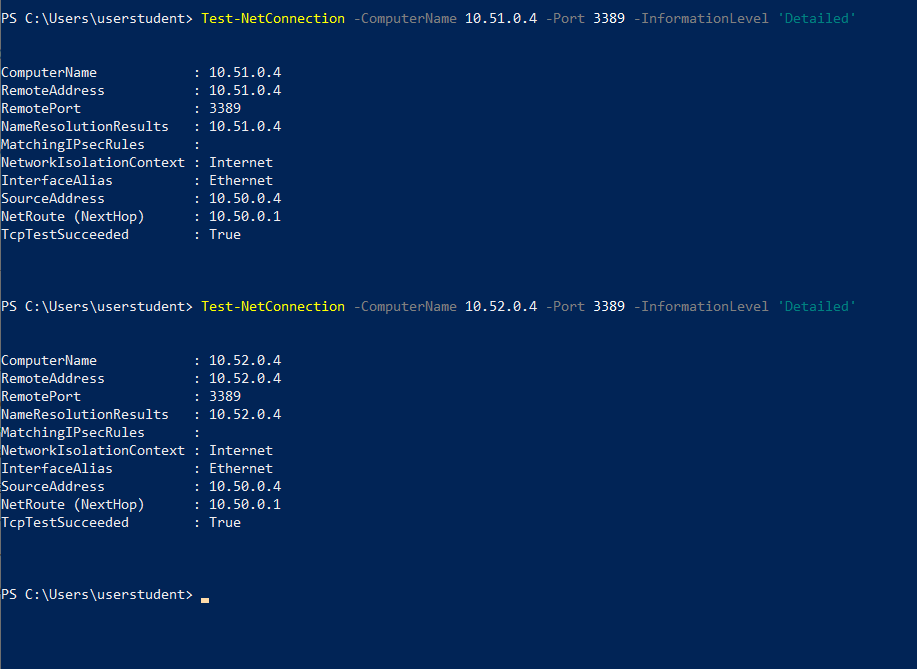 PS C:\Users\userstudent> Test-NetConnection -ComputerName 10.51.0.4 -Port 3389 -InformationLevel 'Detailed'
ComputerName            : 10.51.0.4
RemoteAddress           : 10.51.0.4
RemotePort              : 3389
NameResolutionResults   : 10.51.0.4
MatchingIPsecRules      :
NetworkIsolationContext : Internet
InterfaceAlias          : Ethernet
SourceAddress           : 10.50.0.4
NetRoute (NextHop)      : 10.50.0.1
TcpTestSucceeded        : True
PS C:\Users\userstudent> Test-NetConnection -ComputerName 10.52.0.4 -Port 3389 -InformationLevel 'Detailed'
ComputerName            : 10.52.0.4
RemoteAddress           : 10.52.0.4
RemotePort              : 3389
NameResolutionResults   : 10.52.0.4
MatchingIPsecRules      :
NetworkIsolationContext : Internet
InterfaceAlias          : Ethernet
SourceAddress           : 10.50.0.4
NetRoute (NextHop)      : 10.50.0.1
TcpTestSucceeded        : True
PS C:\Users\userstudent>